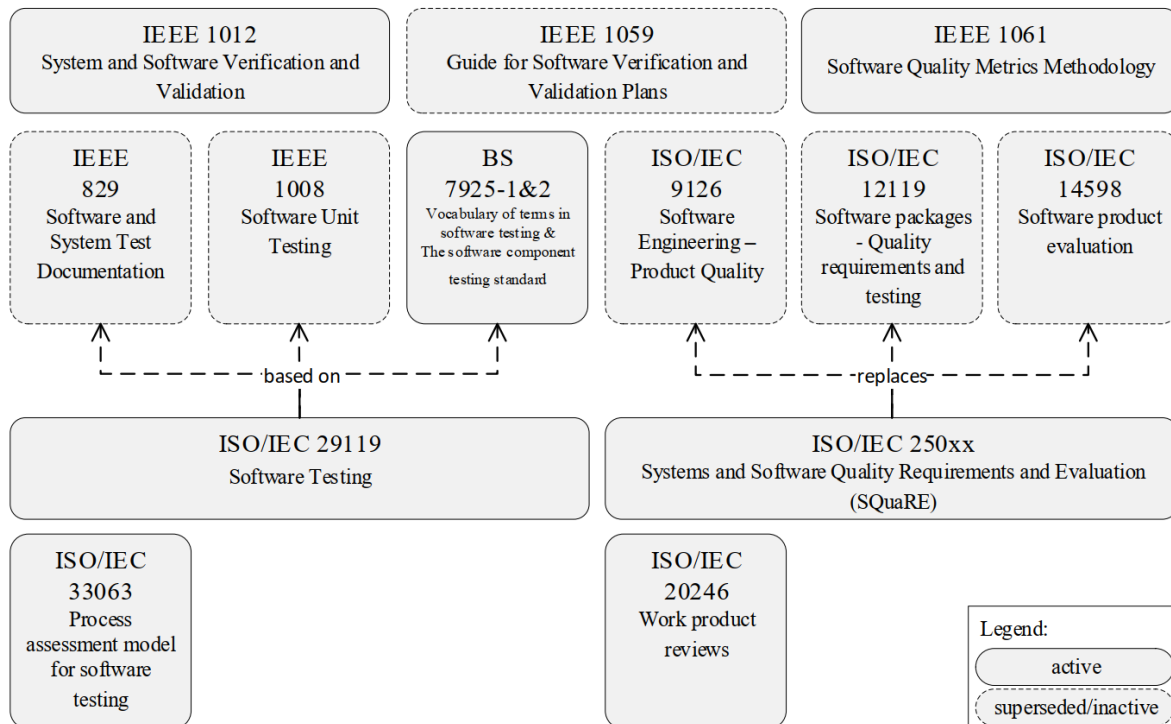 IEEE 1012
System and Software Verification and
Validation
IEEE 1059
Guide for Software Verification and
Validation Plans
IEEE 1061
Software Quality Metrics Methodology
IEEE
829
Software and
System Test
Documentation
IEEE
1008
Software Unit
Testing
BS
7925-1&2
Vocabulary of terms in
software testing &
The software component
testing standard
ISO/IEC
9126
Software
Engineering –
Product Quality
ISO/IEC
12119
Software packages
- Quality
requirements and
testing
ISO/IEC
14598
Software product
evaluation
based on
replaces
ISO/IEC 29119
Software Testing
ISO/IEC 250xx
Systems and Software Quality Requirements and Evaluation
(SQuaRE)
ISO/IEC
33063
Process
assessment model
for software
testing
ISO/IEC
20246
Work product
reviews
Legend:
active
superseded/inactive